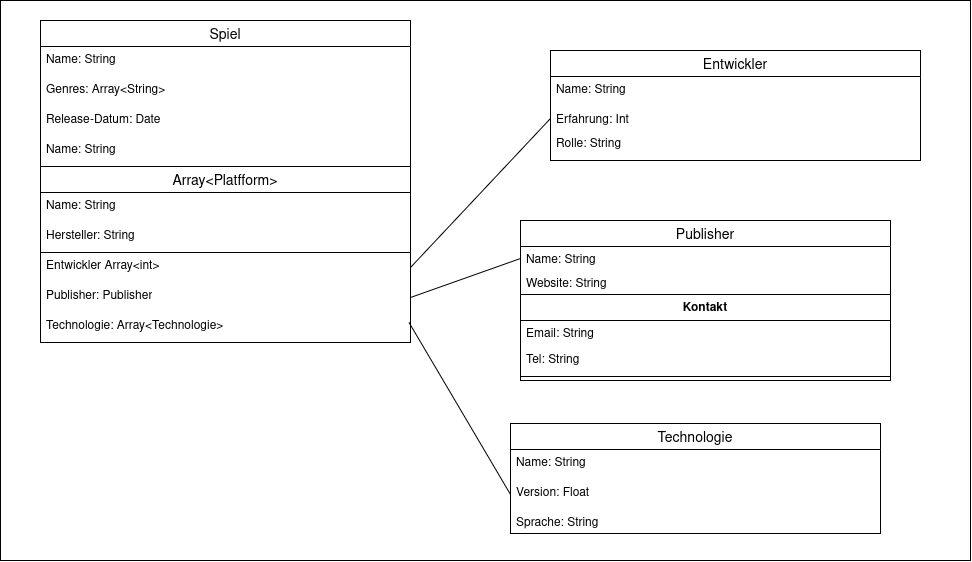 Spiel
Name: String
Genres: Array<String>
Release-Datum: Date
Name: String
Array<Platfform>
Name: String
Hersteller: String
Entwickler Array<int>
Publisher: Publisher
Technologie: Array<Technologie>
Entwickler
Name: String
Erfahrung: Int
Rolle: String
Publisher
Name: String
Website: String
Kontakt
Email: String
Tel: String
Technologie
Name: String
Version: Float
Sprache: String